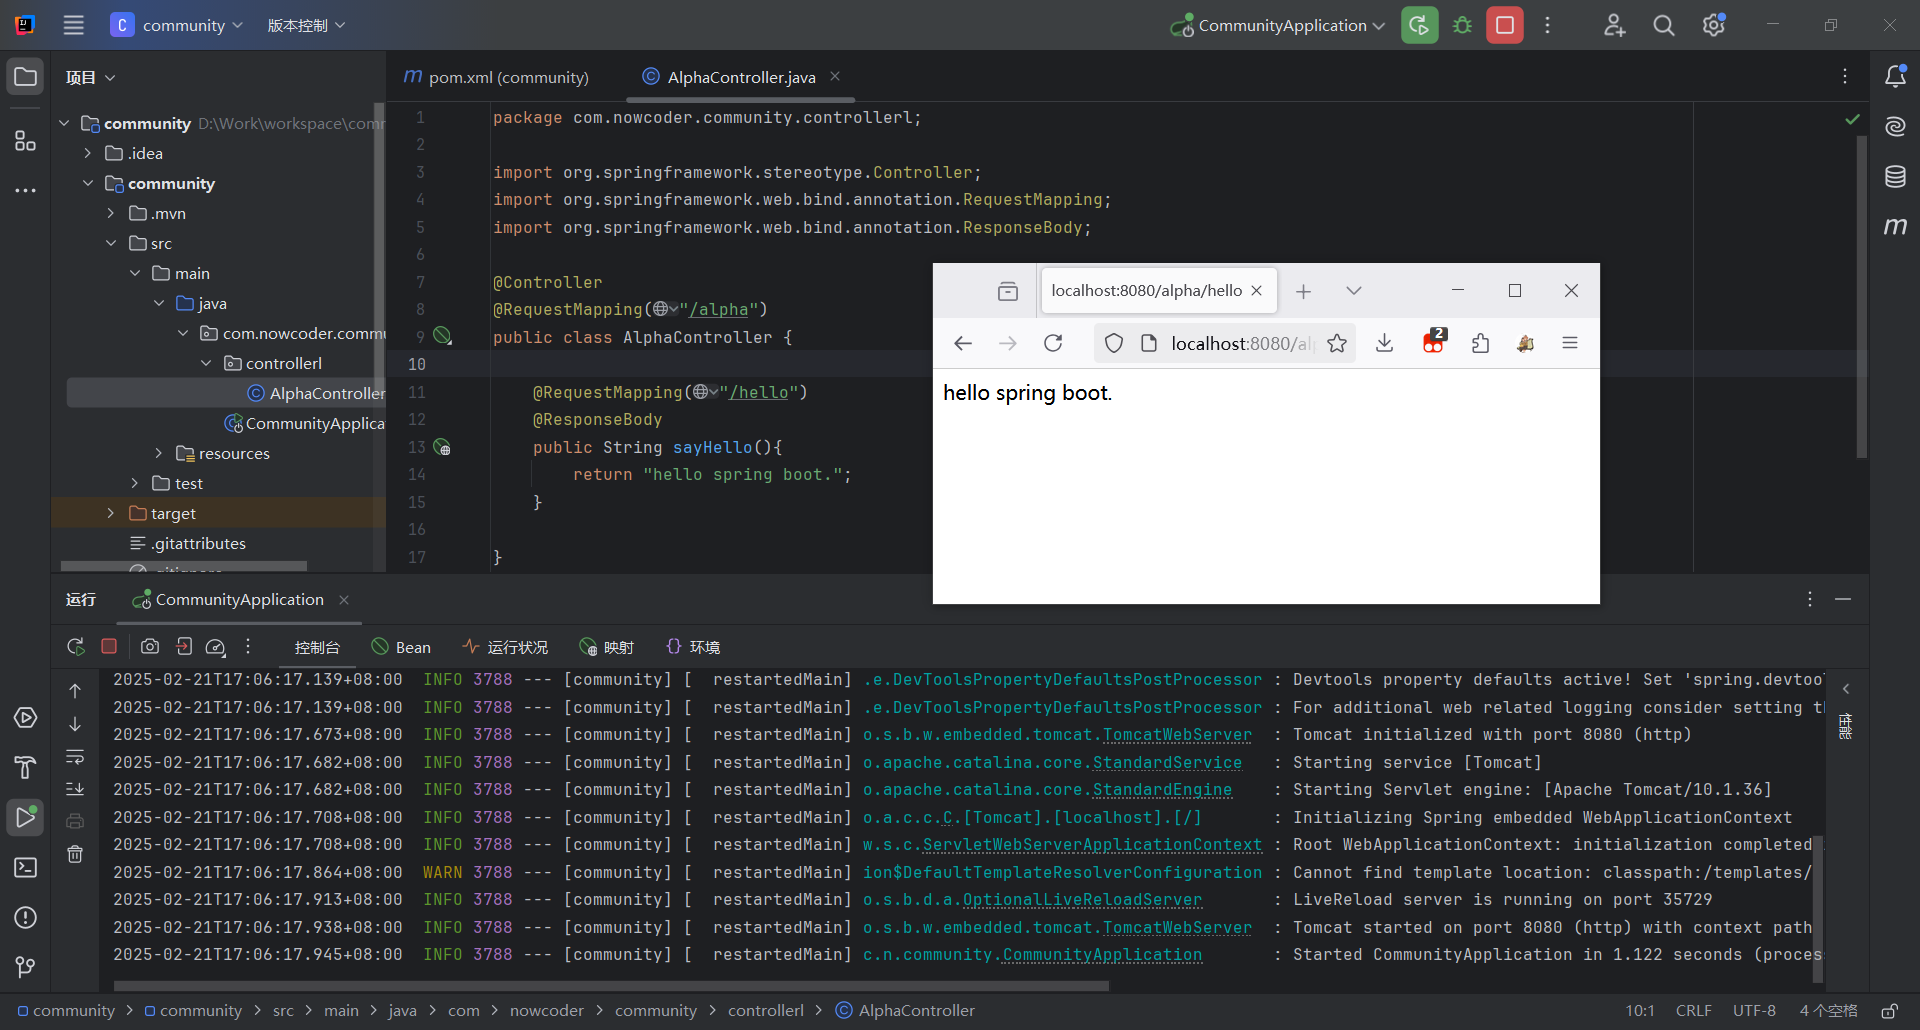 C community 版本控制 CommunityApplication
项目
community D:\Work\workspace\com
.idea
community
.mvn
src
main
java
com.nowcoder.commu
controllerl
AlphaController
CommunityApplica
resources
test
target
.gitattributes
.gitignore
m pom.xml (community) AlphaController.java
1 package com.nowcoder.community.controllerl;
2
3 import org.springframework.stereotype.Controller;
4 import org.springframework.web.bind.annotation.RequestMapping;
5 import org.springframework.web.bind.annotation.ResponseBody;
6
7 @Controller
8 @RequestMapping("/alpha")
9 public class AlphaController {
10
11 @RequestMapping("/hello")
12 @ResponseBody
13 public String sayHello(){
14 return "hello spring boot.";
15 }
16
17 }
localhost:8080/alpha/hello
localhost:8080/al
2
hello spring boot.
运行 CommunityApplication
控制台 Bean 运行状况 映射 环境
2025-02-21T17:06:17.139+08:00 INFO 3788 --- [community] [ restartedMain] .e.DevToolsPropertyDefaultsPostProcessor : Devtools property defaults active! Set 'spring.devtool
2025-02-21T17:06:17.139+08:00 INFO 3788 --- [community] [ restartedMain] .e.DevToolsPropertyDefaultsPostProcessor : For additional web related logging consider setting th
2025-02-21T17:06:17.673+08:00 INFO 3788 --- [community] [ restartedMain] o.s.b.w.embedded.tomcat.TomcatWebServer : Tomcat initialized with port 8080 (http)
2025-02-21T17:06:17.682+08:00 INFO 3788 --- [community] [ restartedMain] o.apache.catalina.core.StandardService : Starting service [Tomcat]
2025-02-21T17:06:17.682+08:00 INFO 3788 --- [community] [ restartedMain] o.apache.catalina.core.StandardEngine : Starting Servlet engine: [Apache Tomcat/10.1.36]
2025-02-21T17:06:17.708+08:00 INFO 3788 --- [community] [ restartedMain] o.a.c.c.C.[Tomcat].[localhost].[/] : Initializing Spring embedded WebApplicationContext
2025-02-21T17:06:17.708+08:00 INFO 3788 --- [community] [ restartedMain] w.s.c.ServletWebServerApplicationContext : Root WebApplicationContext: initialization completed
2025-02-21T17:06:17.864+08:00 WARN 3788 --- [community] [ restartedMain] ion$DefaultTemplateResolverConfiguration : Cannot find template location: classpath:/templates/
2025-02-21T17:06:17.913+08:00 INFO 3788 --- [community] [ restartedMain] o.s.b.d.a.OptionalLiveReloadServer : LiveReload server is running on port 35729
2025-02-21T17:06:17.938+08:00 INFO 3788 --- [community] [ restartedMain] o.s.b.w.embedded.tomcat.TomcatWebServer : Tomcat started on port 8080 (http) with context path
2025-02-21T17:06:17.945+08:00 INFO 3788 --- [community] [ restartedMain] c.n.community.CommunityApplication : Started CommunityApplication in 1.122 seconds (proces
性能
community > community > src > main > java > com > nowcoder > community > controllerl > AlphaController 10:1 CRLF UTF-8 4 个空格